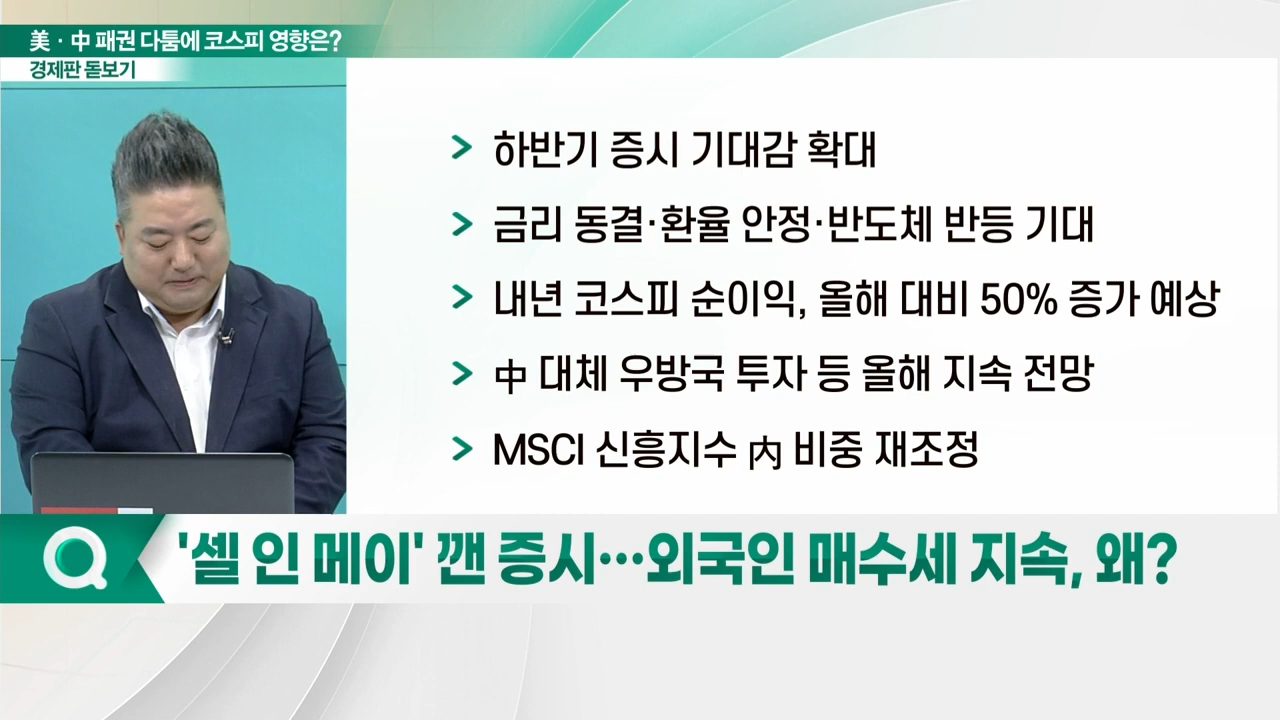 美·中 패권 다툼에 코스피 영향은?
경제판 돋보기
> 하반기 증시 기대감 확대
> 금리 동결·환율 안정·반도체 반등 기대
> 내년 코스피 순이익, 올해 대비 50% 증가 예상
> 中 대체 우방국 투자 등 올해 지속 전망
> MSCI 신흥지수 內 비중 재조정
Q '셀 인 메이' 깬 증시…외국인 매수세 지속, 왜?